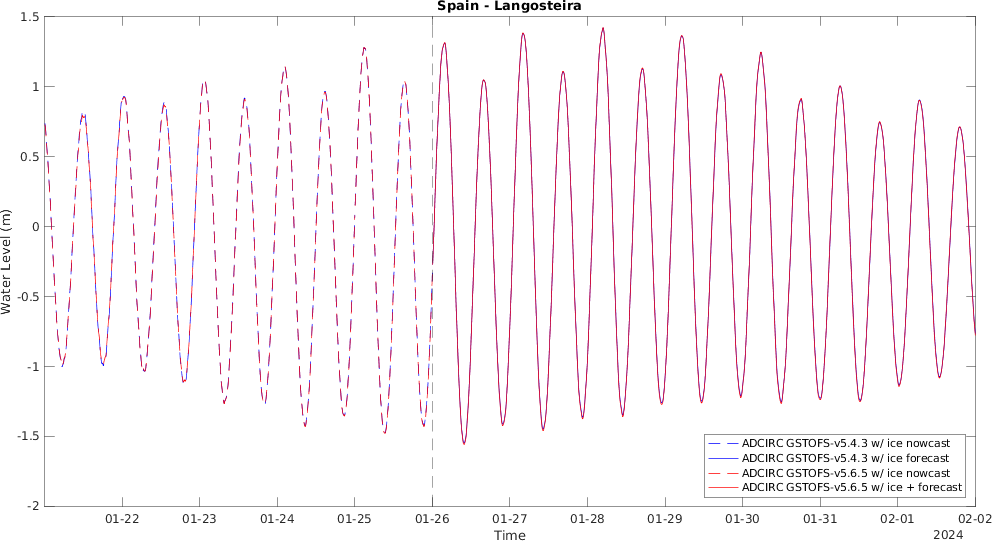 Spain - Langosteira
1.5
1
0.5
0
-0.5
-1
-1.5
-2
Water Level (m)
ADCIRC GSTOFS-v5.4.3 w/ ice nowcast
ADCIRC GSTOFS-v5.4.3 w/ ice forecast
ADCIRC GSTOFS-v5.6.5 w/ ice nowcast
ADCIRC GSTOFS-v5.6.5 w/ ice + forecast
01-22 01-23 01-24 01-25 01-26 01-27 01-28 01-29 01-30 01-31 02-01 02-02
Time
2024